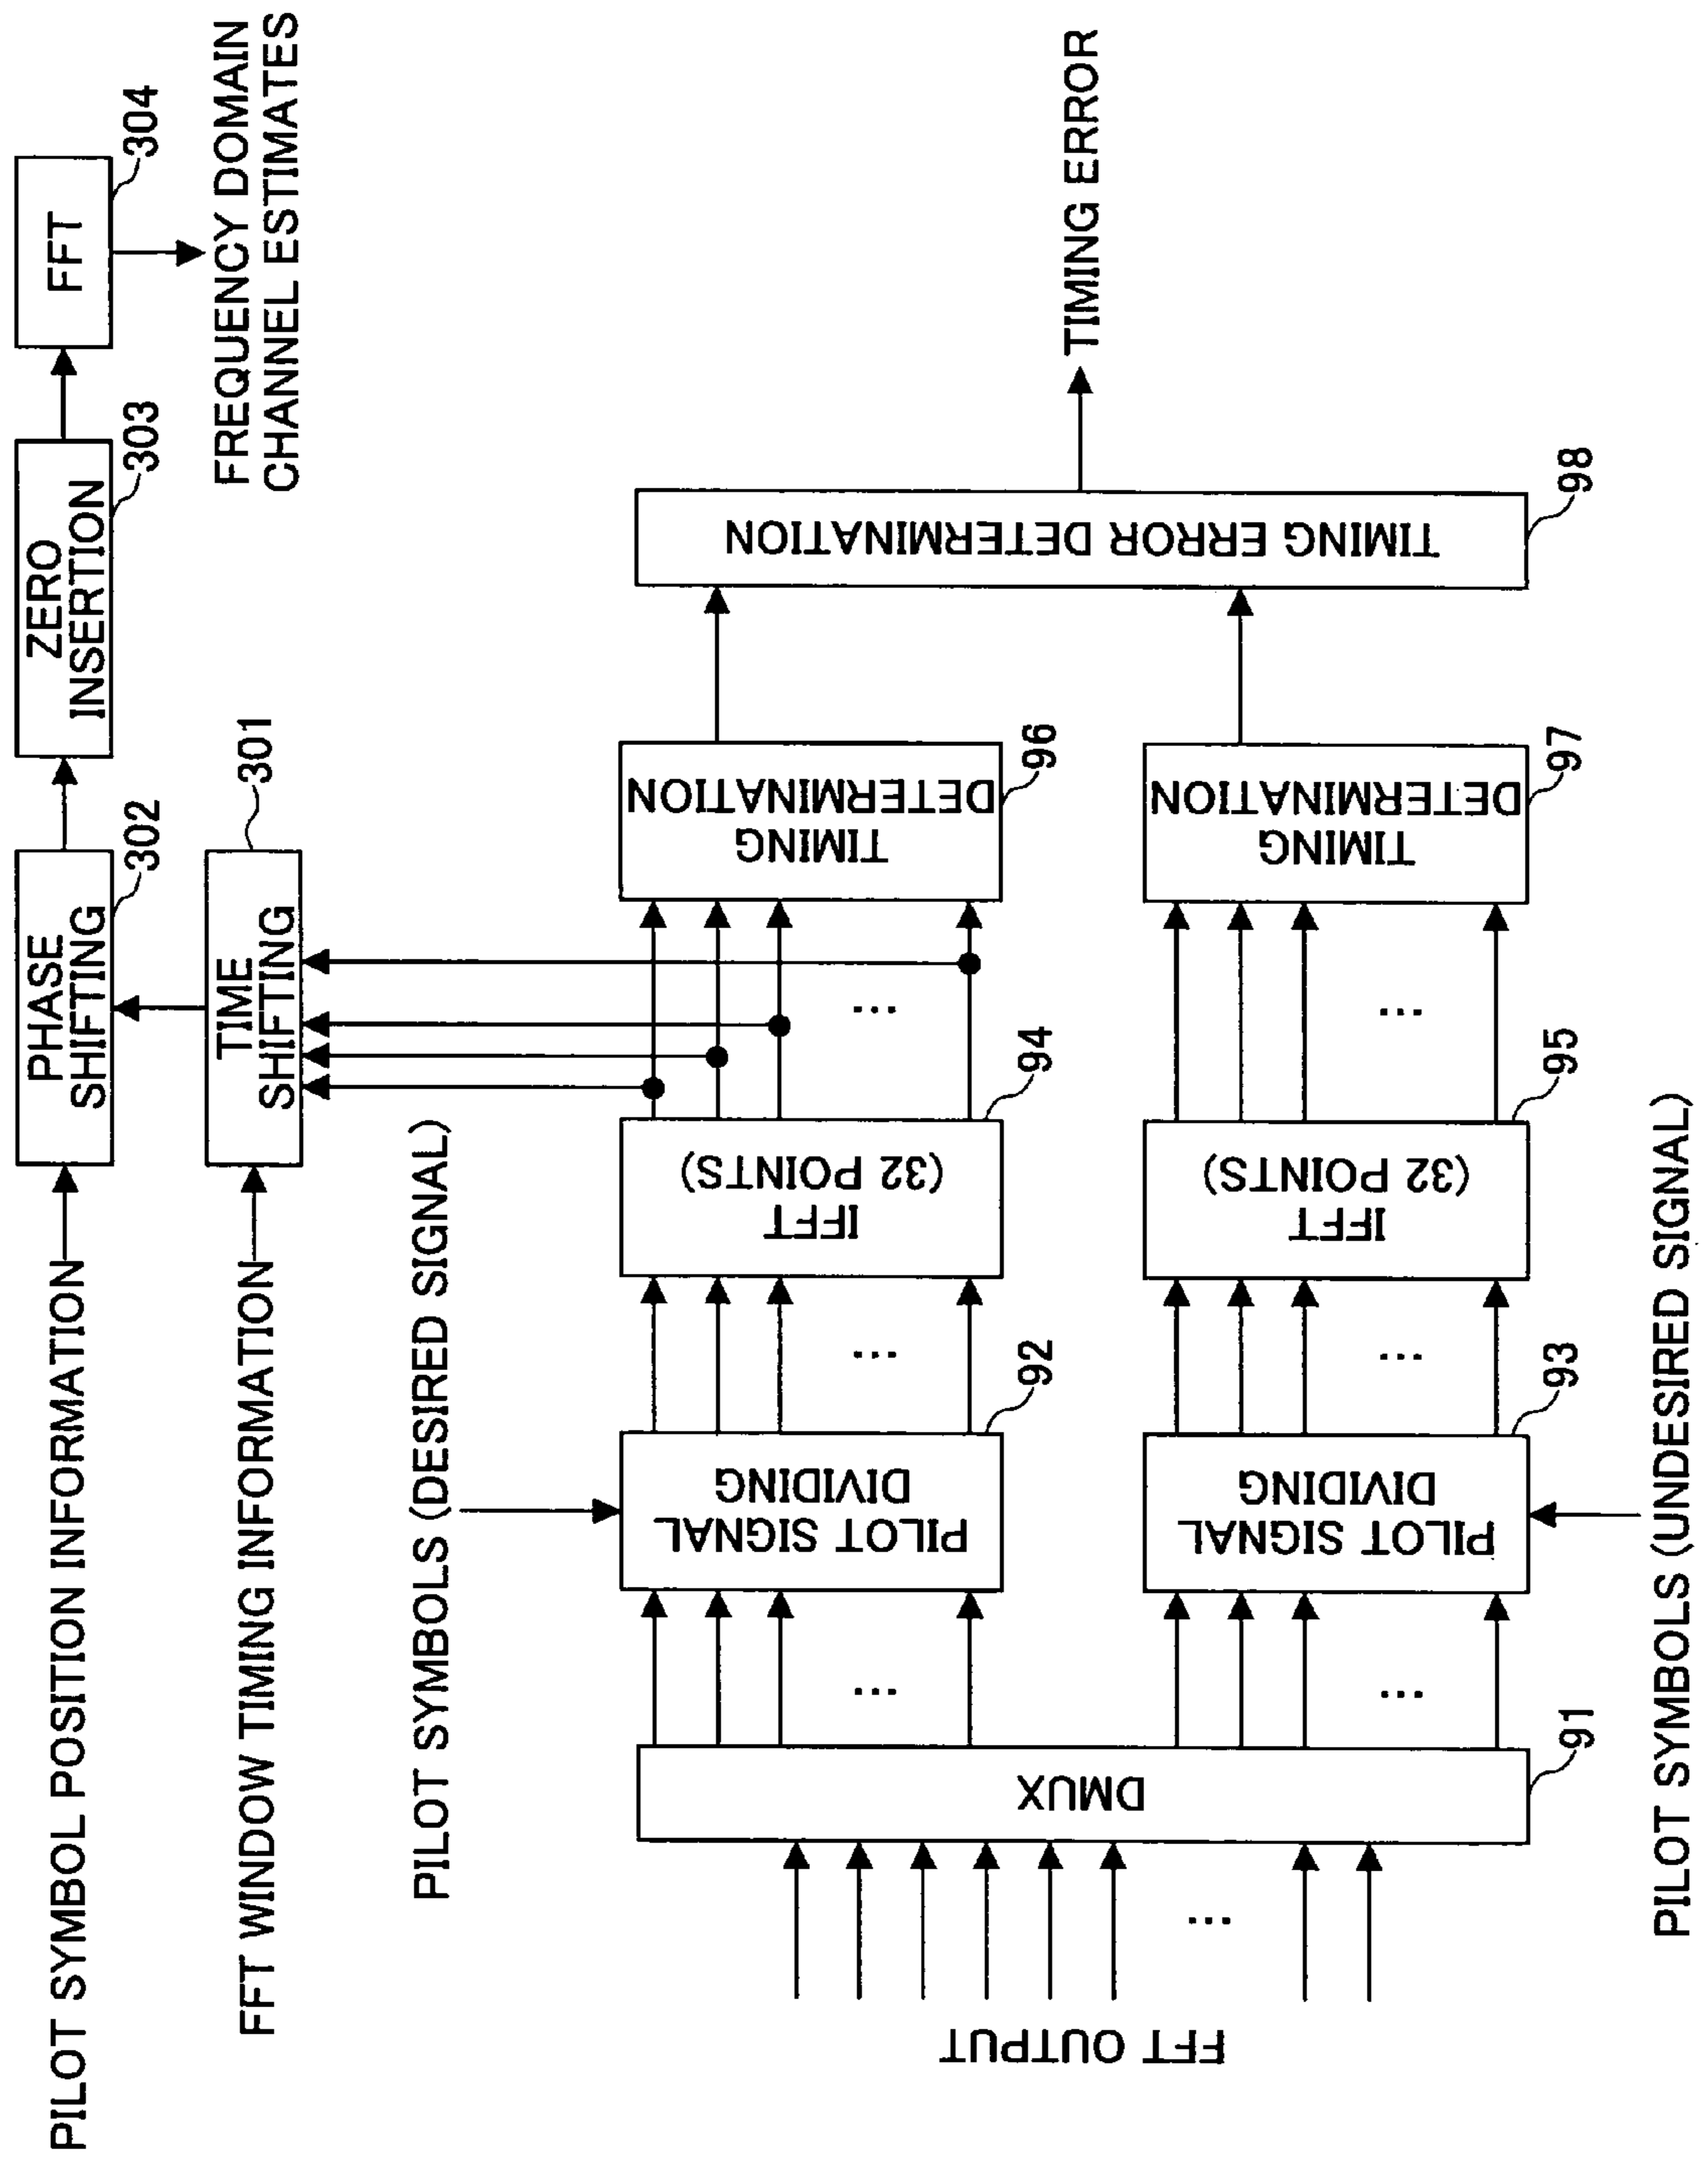 PILOT SYMBOL POSITION INFORMATION
PHASE
SHIFTING
302
ZERO
INSERTION
303
FFT
304
FREQUENCY DOMAIN
CHANNEL ESTIMATES
FFT WINDOW TIMING INFORMATION
TIME
SHIFTING
301
PILOT SYMBOLS (DESIRED SIGNAL)
FFT OUTPUT
...
DMUX
91
...
...
PILOT SIGNAL
DIVIDING
92
...
IFFT
(32 POINTS)
94
...
TIMING
DETERMINATION
96
PILOT SIGNAL
DIVIDING
93
...
IFFT
(32 POINTS)
95
...
TIMING
DETERMINATION
97
TIMING ERROR DETERMINATION
98
TIMING ERROR
PILOT SYMBOLS (UNDESIRED SIGNAL)